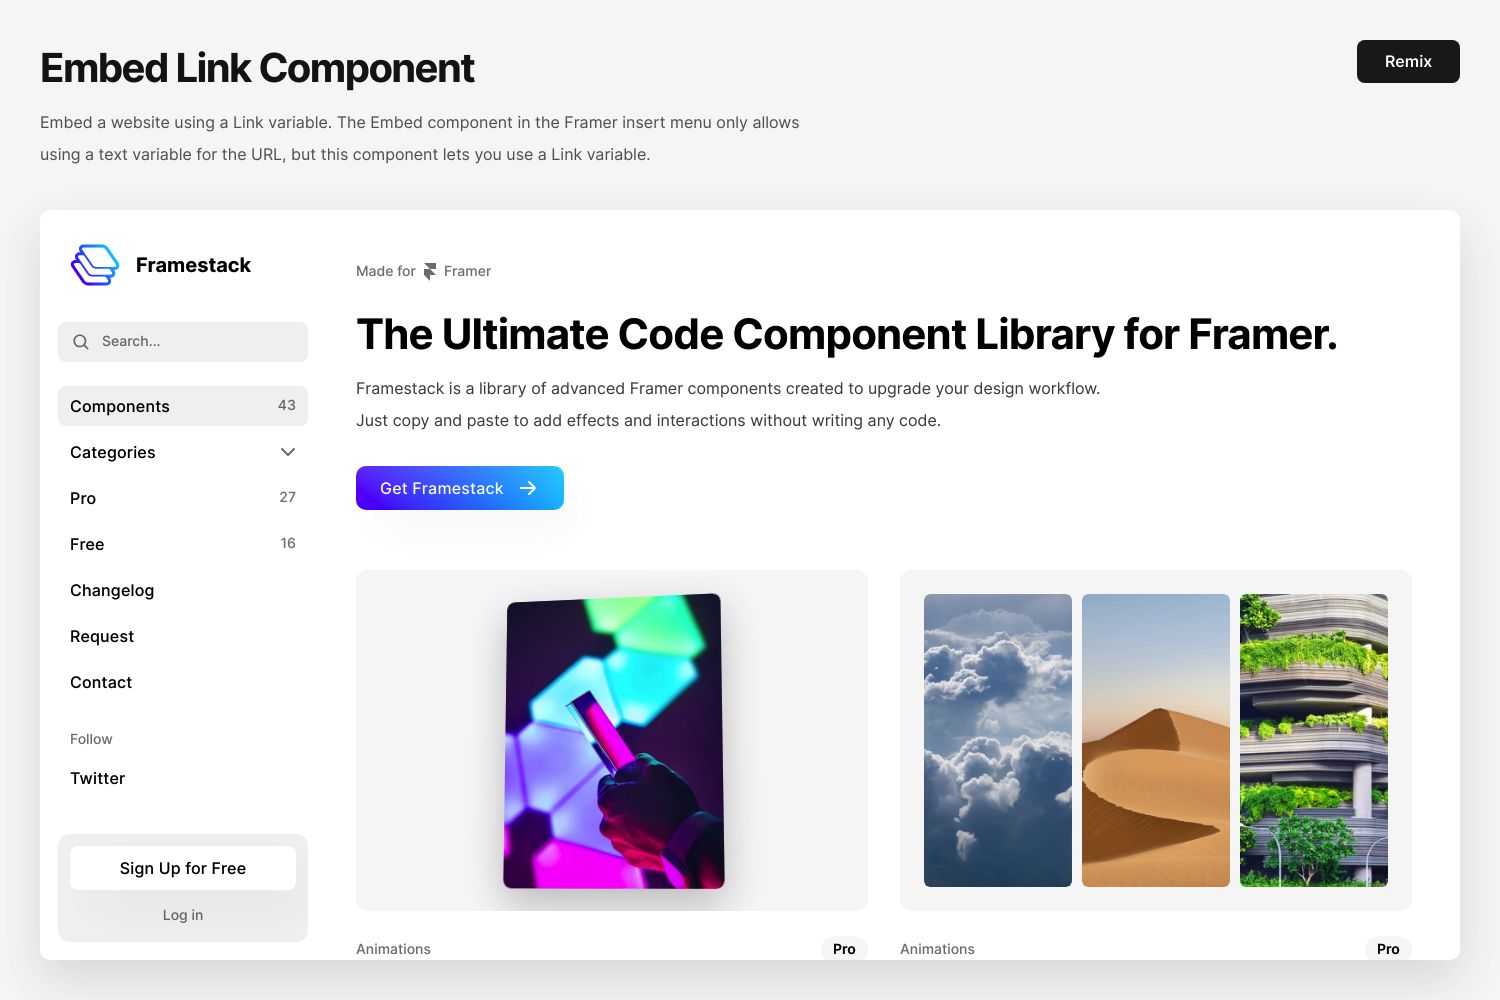 Embed Link Component
Remix
Embed a website using a Link variable. The Embed component in the Framer insert menu only allows
using a text variable for the URL, but this component lets you use a Link variable.
Framestack
Search...
Components 43
Categories
Pro 27
Free 16
Changelog
Request
Contact
Follow
Twitter
Sign Up for Free
Log in
Made for Framer
The Ultimate Code Component Library for Framer.
Framestack is a library of advanced Framer components created to upgrade your design workflow.
Just copy and paste to add effects and interactions without writing any code.
Get Framestack
Animations Pro
Animations Pro